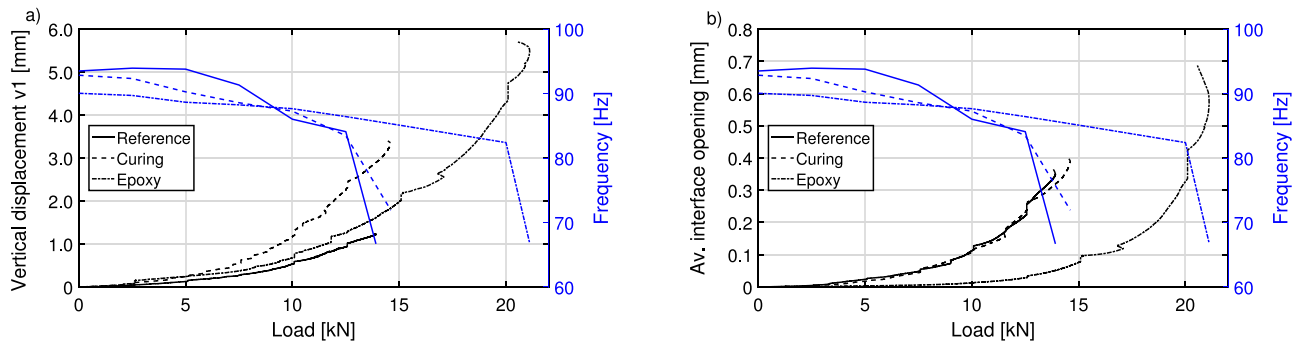 a)
6.0
5.0
4.0
3.0
2.0
1.0
0
Vertical displacement v1 [mm]
0
5
10
15
20
Load [kN]
100
90
80
70
60
Frequency [Hz]
Reference
Curing
Epoxy
b)
0.8
0.7
0.6
0.5
0.4
0.3
0.2
0.1
0
Av. interface opening [mm]
0
5
10
15
20
Load [kN]
100
90
80
70
60
Frequency [Hz]
Reference
Curing
Epoxy